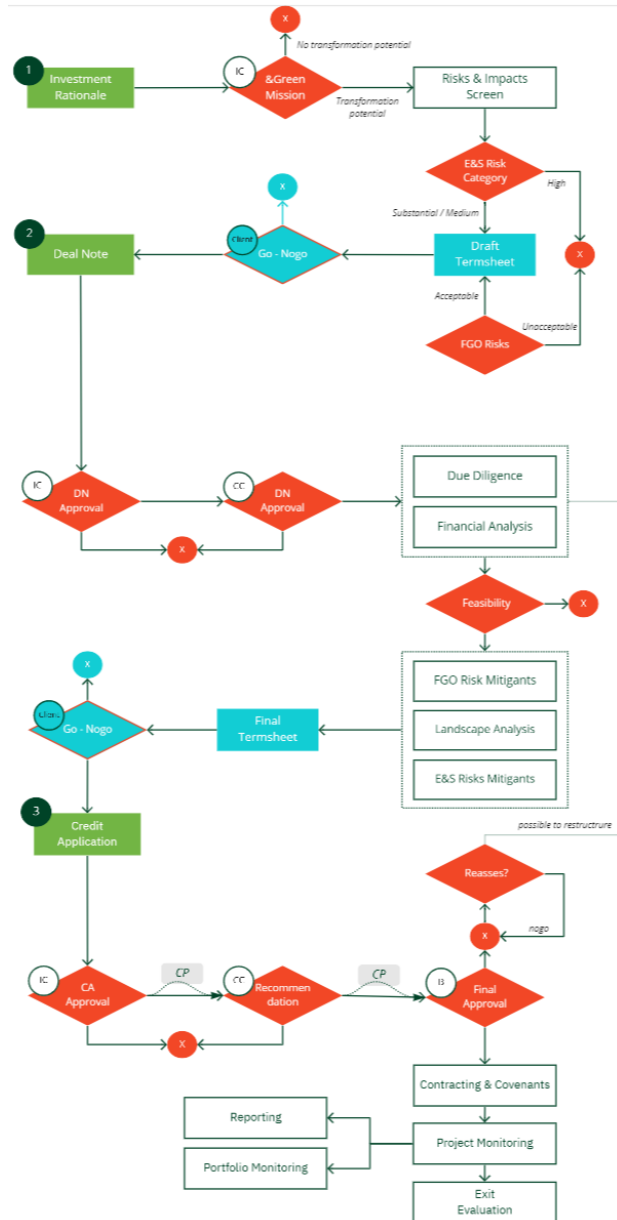 X
No transformation potential
1
Investment
Rationale
IC
&Green
Mission
Transformation
potential
Risks & Impacts
Screen
E&S Risk
Category
High
Substantial / Medium
X
2
Deal Note
Client
Go - Nogo
Draft
Termsheet
X
Acceptable
Unacceptable
FGO Risks
IC
DN
Approval
CC
DN
Approval
X
Due Diligence
Financial Analysis
Feasibility
X
X
Client
Go - Nogo
Final
Termsheet
FGO Risk Mitigants
Landscape Analysis
E&S Risks Mitigants
3
Credit
Application
possible to restructrure
Reasses?
X
nogo
IC
CA
Approval
CP
CC
Recommen
dation
CP
B
Final
Approval
X
Contracting & Covenants
Reporting
Portfolio Monitoring
Project Monitoring
Exit
Evaluation